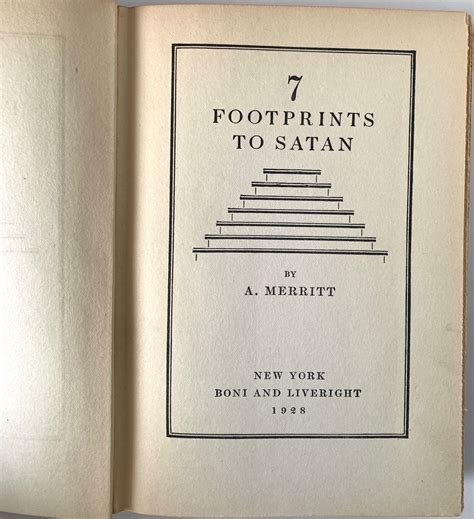 7
FOOTPRINTS
TO SATAN
BY
A. MERRITT
NEW YORK
BONI AND LIVERIGHT
1928